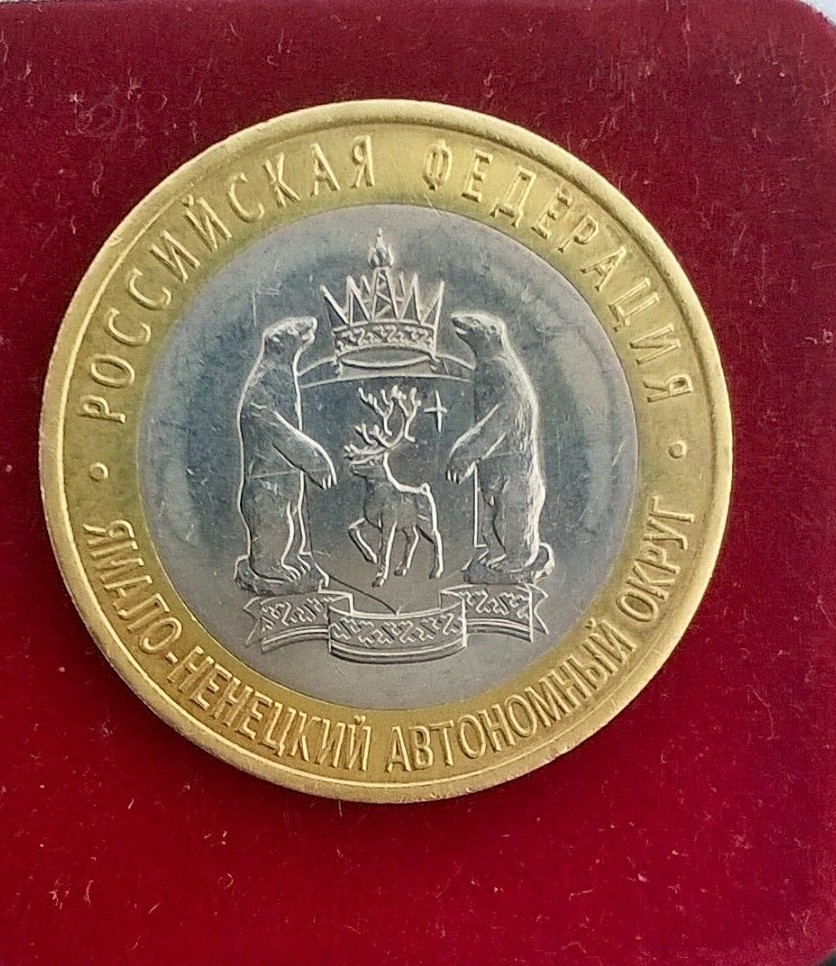 РОССИЙСКАЯ ФЕДЕРАЦИЯ
ЯМАЛО-НЕНЕЦКИЙ АВТОНОМНЫЙ ОКРУГ